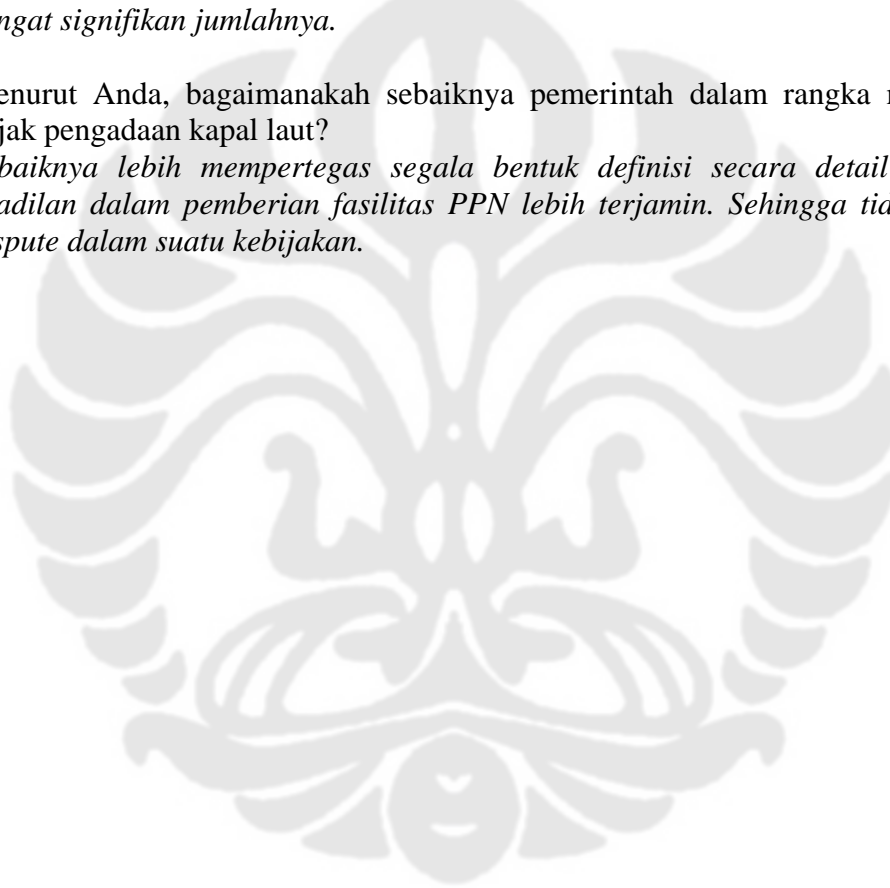 ngat signifikan jumlahnya.
enurut Anda, bagaimanakah sebaiknya pemerintah dalam rangka
jak pengadaan kapal laut?
baiknya lebih mempertegas segala bentuk definisi secara detail
adilan dalam pemberian fasilitas PPN lebih terjamin. Sehingga
spute dalam suatu kebijakan.